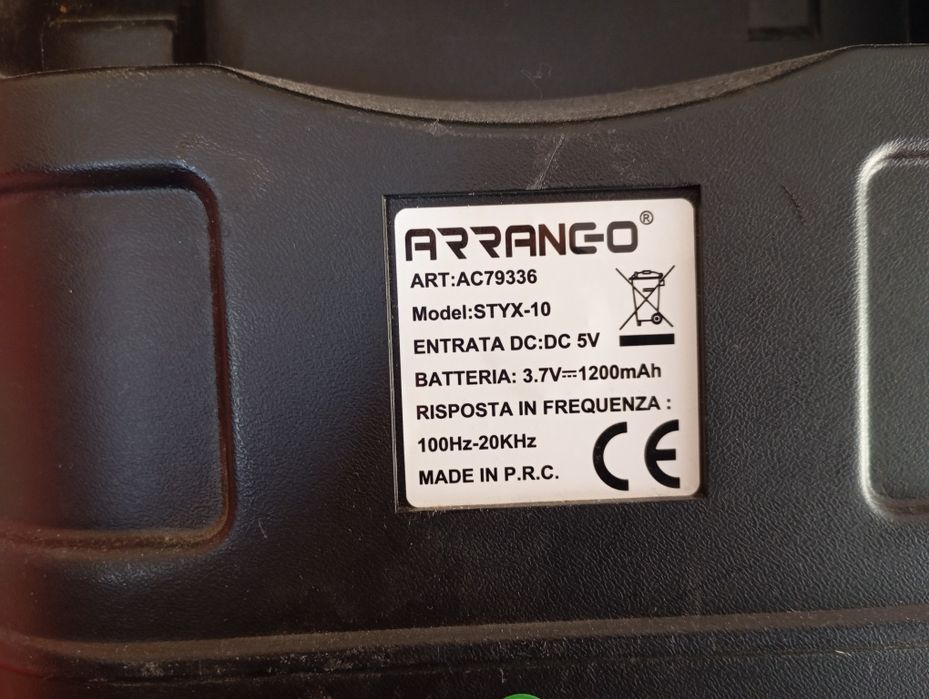 ARRANGO®
ART:AC79336
Model:STYX-10
ENTRATA DC:DC 5V
BATTERIA: 3.7V⎓1200mAh
RISPOSTA IN FREQUENZA :
100Hz-20KHz
MADE IN P.R.C.
CE